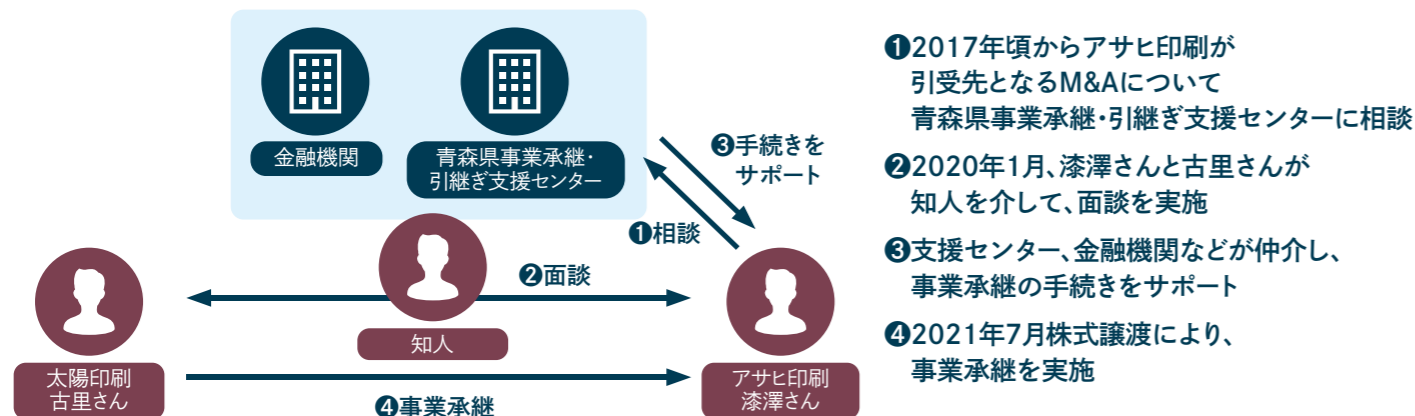 金融機関
青森県事業承継・
引継ぎ支援センター
❸手続きを
サポート
❶相談
❷面談
知人
太陽印刷
古里さん
アサヒ印刷
漆澤さん
❹事業承継
❶2017年頃からアサヒ印刷が
引受先となるM&Aについて
青森県事業承継・引継ぎ支援センターに相談
❷2020年1月、漆澤さんと古里さんが
知人を介して、面談を実施
❸支援センター、金融機関などが仲介し、
事業承継の手続きをサポート
❹2021年7月株式譲渡により、
事業承継を実施